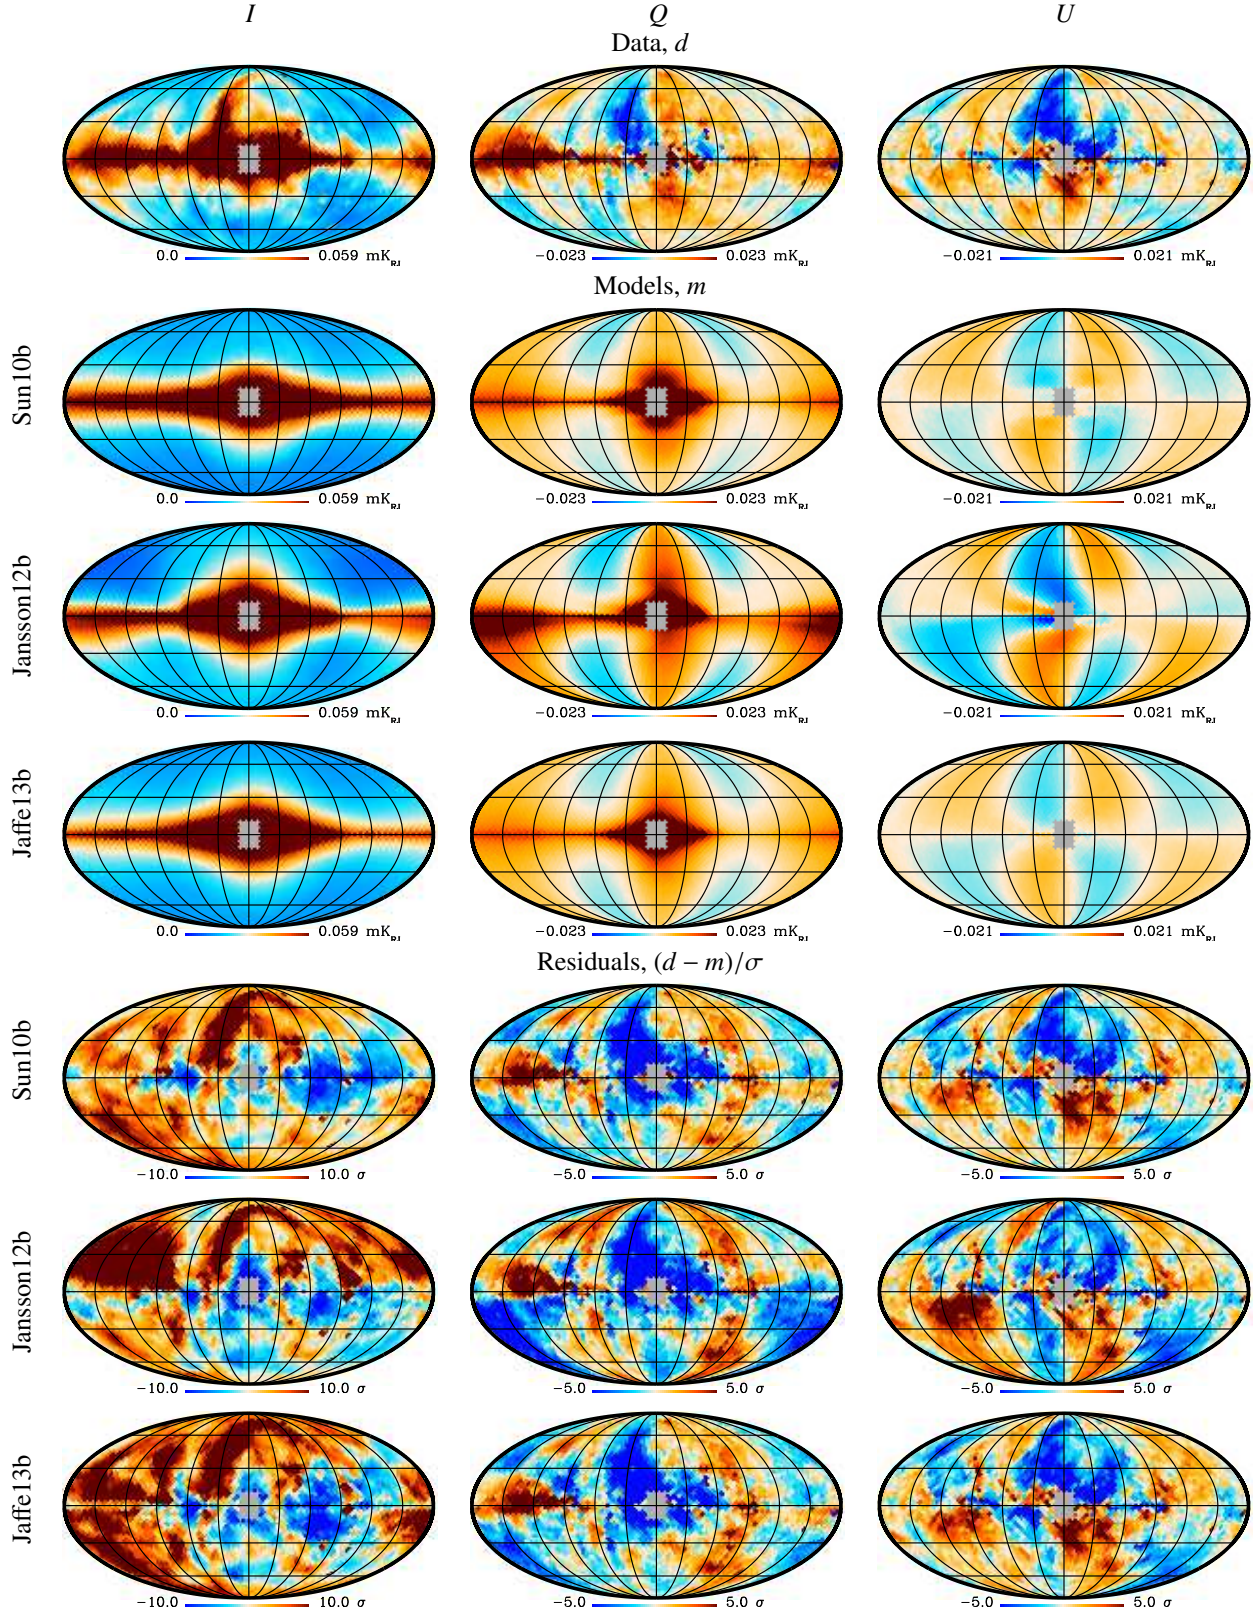 I Q U
Data, d
0.0 0.059 mK_RJ -0.023 0.023 mK_RJ -0.021 0.021 mK_RJ
Models, m
Sun10b
0.0 0.059 mK_RJ -0.023 0.023 mK_RJ -0.021 0.021 mK_RJ
Jansson12b
0.0 0.059 mK_RJ -0.023 0.023 mK_RJ -0.021 0.021 mK_RJ
Jaffe13b
0.0 0.059 mK_RJ -0.023 0.023 mK_RJ -0.021 0.021 mK_RJ
Residuals, (d − m)/σ
Sun10b
-10.0 10.0 σ -5.0 5.0 σ -5.0 5.0 σ
Jansson12b
-10.0 10.0 σ -5.0 5.0 σ -5.0 5.0 σ
Jaffe13b
-10.0 10.0 σ -5.0 5.0 σ -5.0 5.0 σ